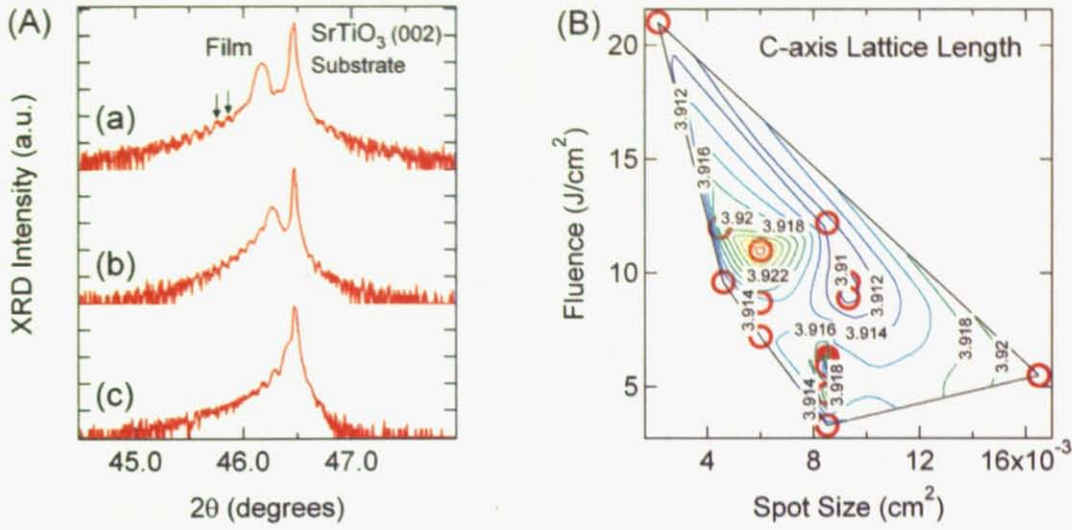 (A)
Film
SrTiO3 (002)
Substrate
(a)
(b)
(c)
XRD Intensity (a.u.)
45.0 46.0 47.0
2θ (degrees)
(B)
C-axis Lattice Length
Fluence (J/cm2)
20
15
10
5
3.912
3.916
3.92
3.918
3.922
3.91
3.912
3.914
3.916
3.914
3.914
3.918
3.918
3.92
4 8 12 16x10-3
Spot Size (cm2)